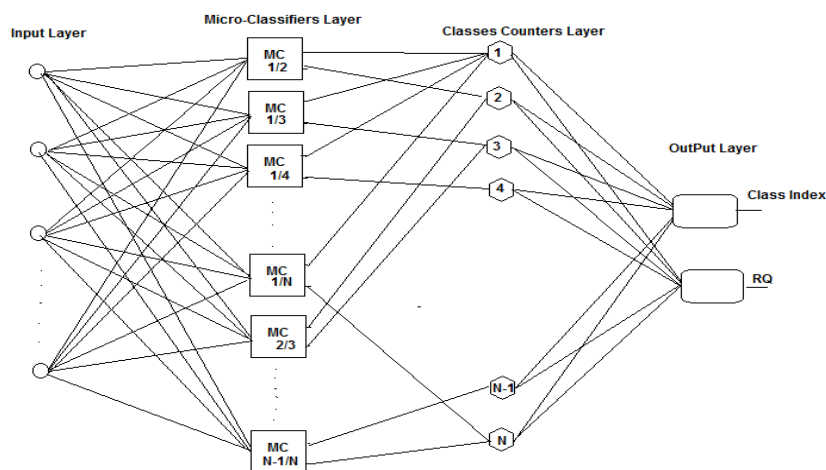 Input Layer
Micro-Classifiers Layer
Classes Counters Layer
OutPut Layer
MC
1/2
MC
1/3
MC
1/4
MC
1/N
MC
2/3
MC
N-1/N
1
2
3
4
N-1
N
Class Index
RQ